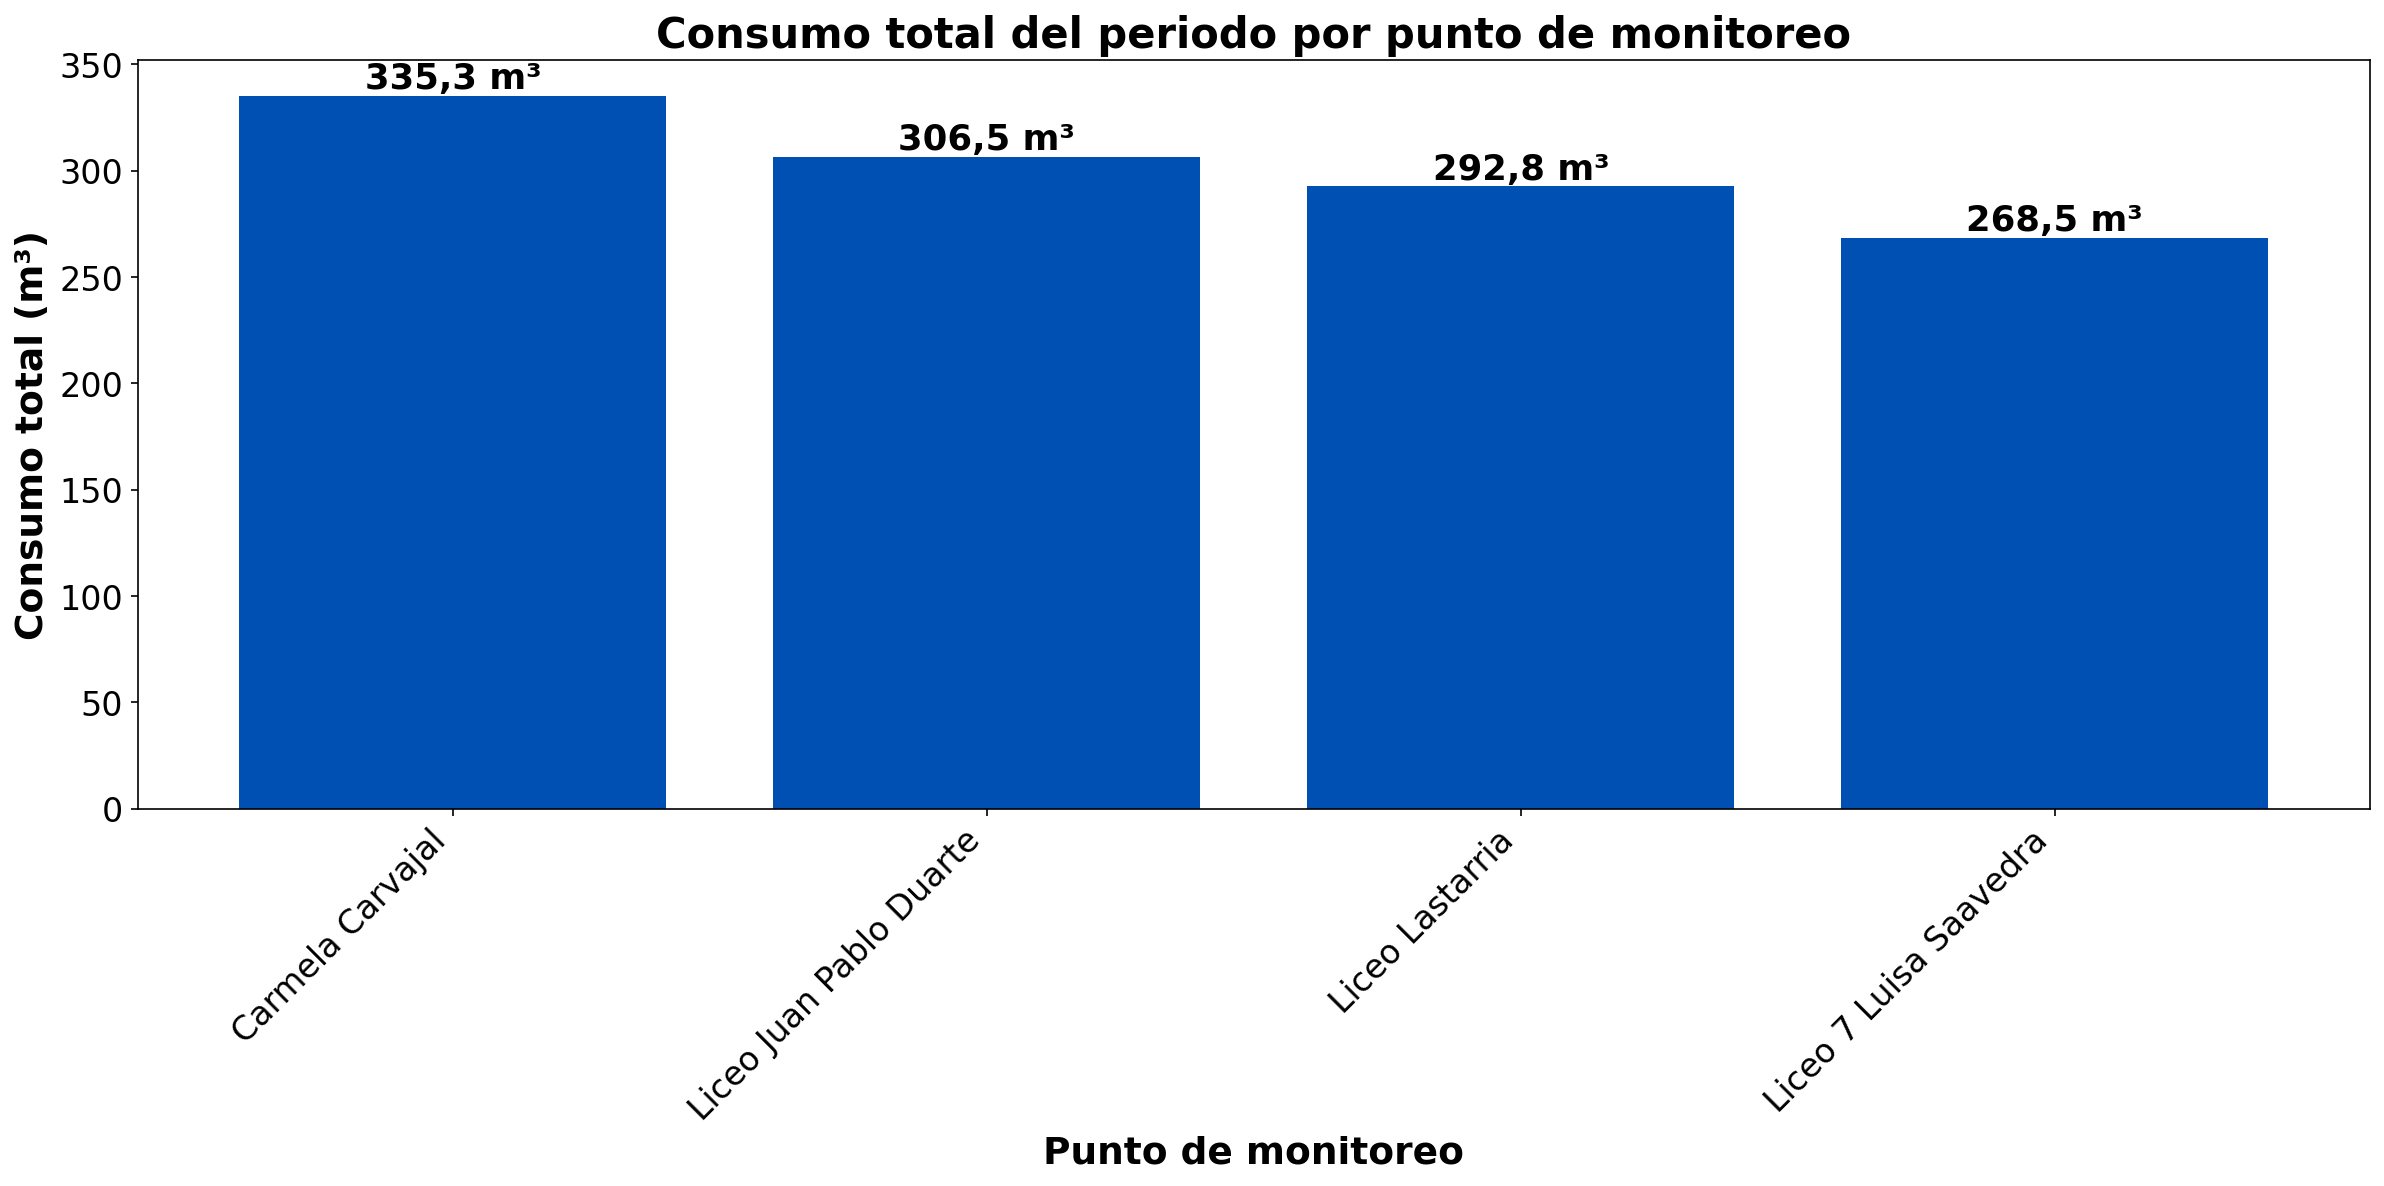 Consumo total del periodo por punto de monitoreo
Consumo total (m³)
350
300
250
200
150
100
50
0
335,3 m³
306,5 m³
292,8 m³
268,5 m³
Carmela Carvajal
Liceo Juan Pablo Duarte
Liceo Lastarria
Liceo 7 Luisa Saavedra
Punto de monitoreo